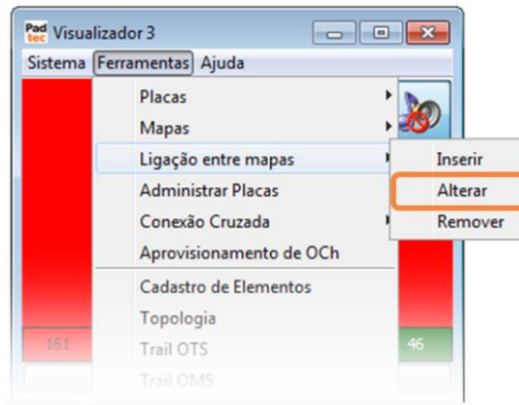 Pad
tec Visualizador 3
Sistema Ferramentas Ajuda
Placas
Mapas
Ligação entre mapas
Inserir
Administrar Placas
Alterar
Conexão Cruzada
Remover
Aprovisionamento de OCh
Cadastro de Elementos
Topologia
161
Trail OTS
46
Trail OMS